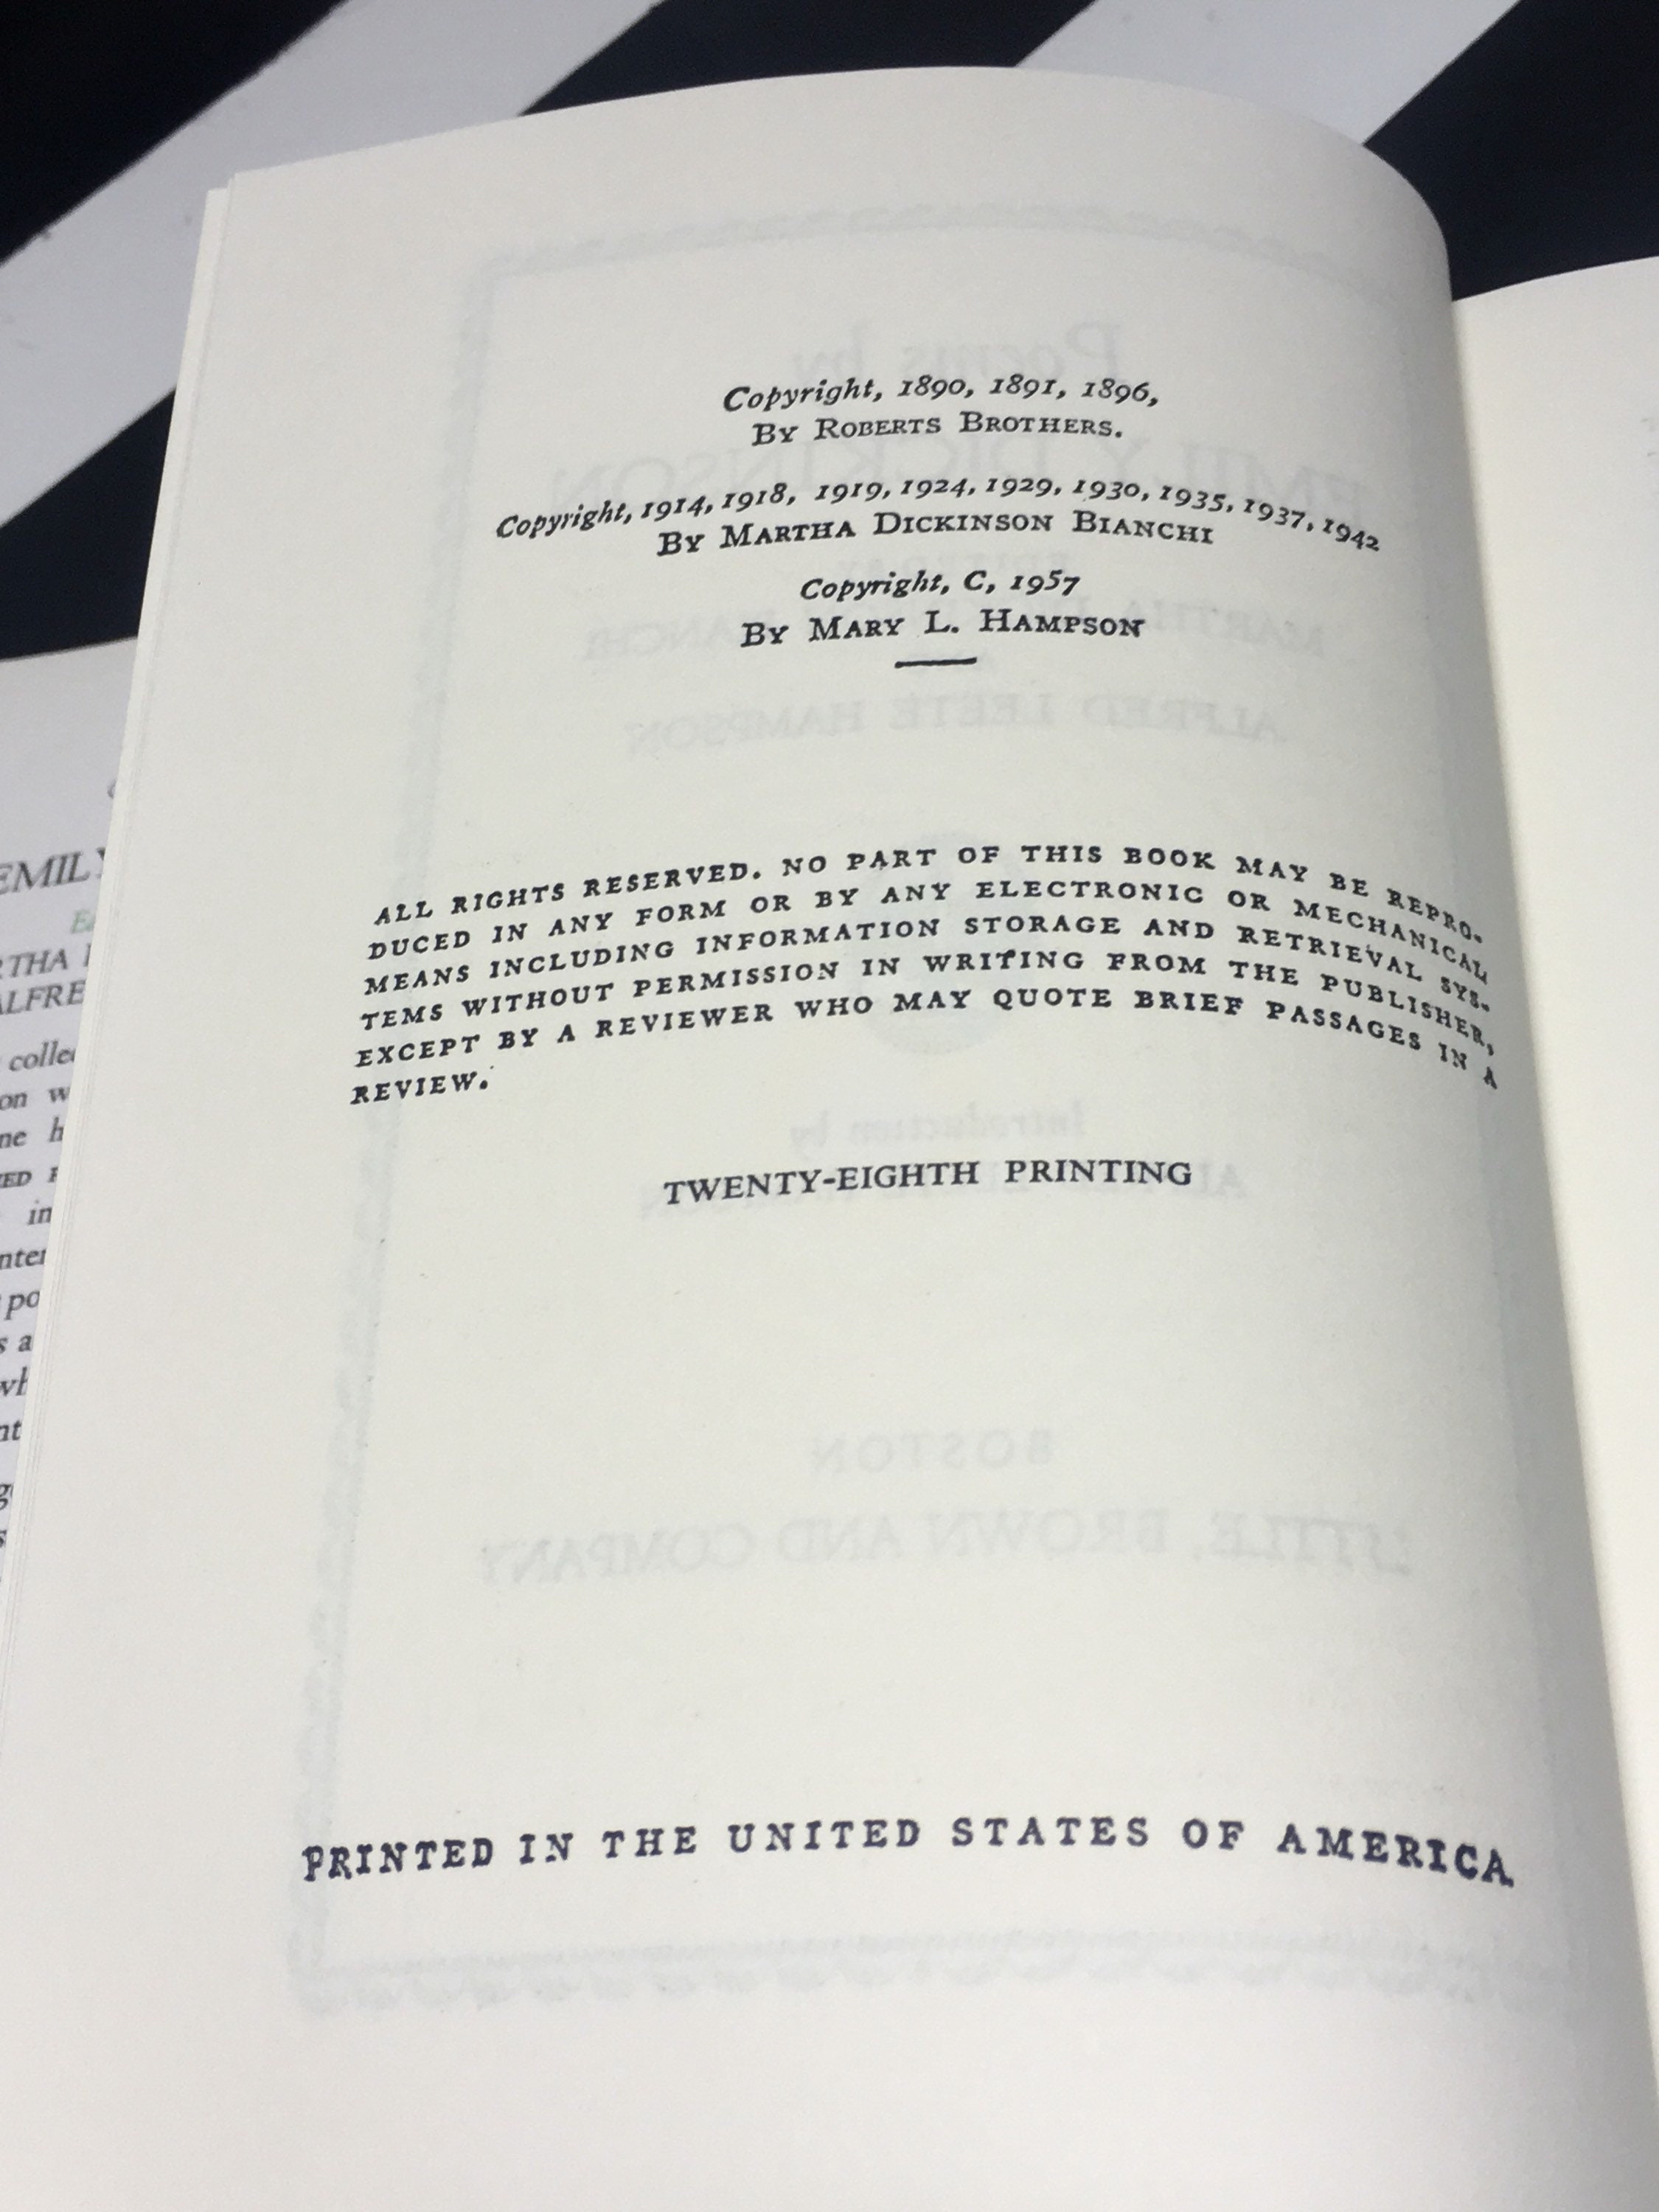 Copyright, 1890, 1891, 1896,
By Roberts Brothers.
Copyright, 1914, 1918, 1919, 1924, 1929, 1930, 1935, 1937, 1942
By Martha Dickinson Bianchi
Copyright, C, 1957
By Mary L. Hampson
ALL RIGHTS RESERVED. NO PART OF THIS BOOK MAY BE REPRO-
DUCED IN ANY FORM OR BY ANY ELECTRONIC OR MECHANICAL
MEANS INCLUDING INFORMATION STORAGE AND RETRIEVAL SYS-
TEMS WITHOUT PERMISSION IN WRITING FROM THE PUBLISHER,
EXCEPT BY A REVIEWER WHO MAY QUOTE BRIEF PASSAGES IN A
REVIEW.
TWENTY-EIGHTH PRINTING
PRINTED IN THE UNITED STATES OF AMERICA